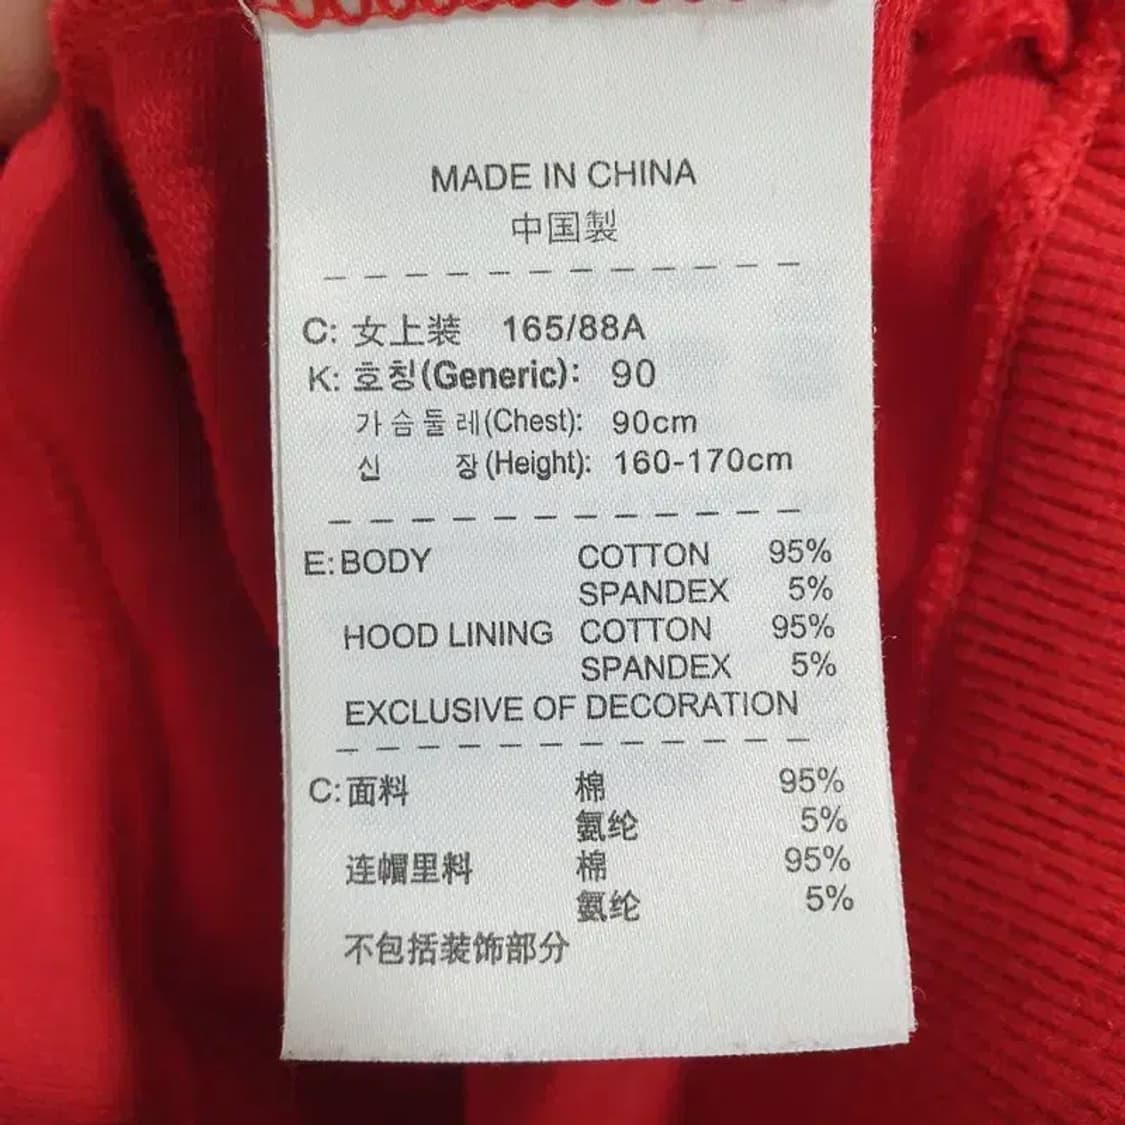 MADE IN CHINA
中国製
C: 女上装 165/88A
K: 호칭(Generic): 90
가슴둘레(Chest): 90cm
신 장(Height): 160-170cm
E: BODY COTTON 95%
SPANDEX 5%
HOOD LINING COTTON 95%
SPANDEX 5%
EXCLUSIVE OF DECORATION
C: 面料 棉 95%
氨纶 5%
连帽里料 棉 95%
氨纶 5%
不包括装饰部分